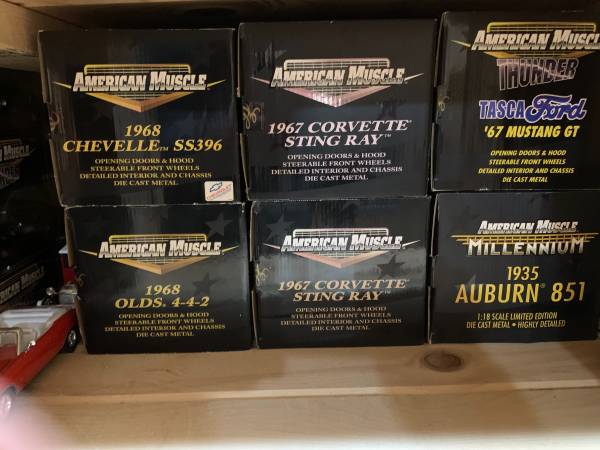 AMERICAN MUSCLE
1968
CHEVELLE™ SS396
OPENING DOORS & HOOD
STEERABLE FRONT WHEELS
DETAILED INTERIOR AND CHASSIS
DIE CAST METAL
AMERICAN MUSCLE
1967 CORVETTE
STING RAY™
OPENING DOORS & HOOD
STEERABLE FRONT WHEELS
DETAILED INTERIOR AND CHASSIS
DIE CAST METAL
AMERICAN MUSCLE
THUNDER
TASCA Ford
'67 MUSTANG GT
OPENING DOORS & HOOD
STEERABLE FRONT WHEELS
DETAILED INTERIOR AND CHASSIS
DIE CAST METAL
AMERICAN MUSCLE
1968
OLDS. 4-4-2
OPENING DOORS & HOOD
STEERABLE FRONT WHEELS
DETAILED INTERIOR AND CHASSIS
DIE CAST METAL
AMERICAN MUSCLE
1967 CORVETTE
STING RAY
OPENING DOORS & HOOD
STEERABLE FRONT WHEELS
DETAILED INTERIOR AND CHASSIS
DIE CAST METAL
AMERICAN MUSCLE
MILLENNIUM
1935
AUBURN® 851
1:18 SCALE LIMITED EDITION
DIE CAST METAL • HIGHLY DETAILED